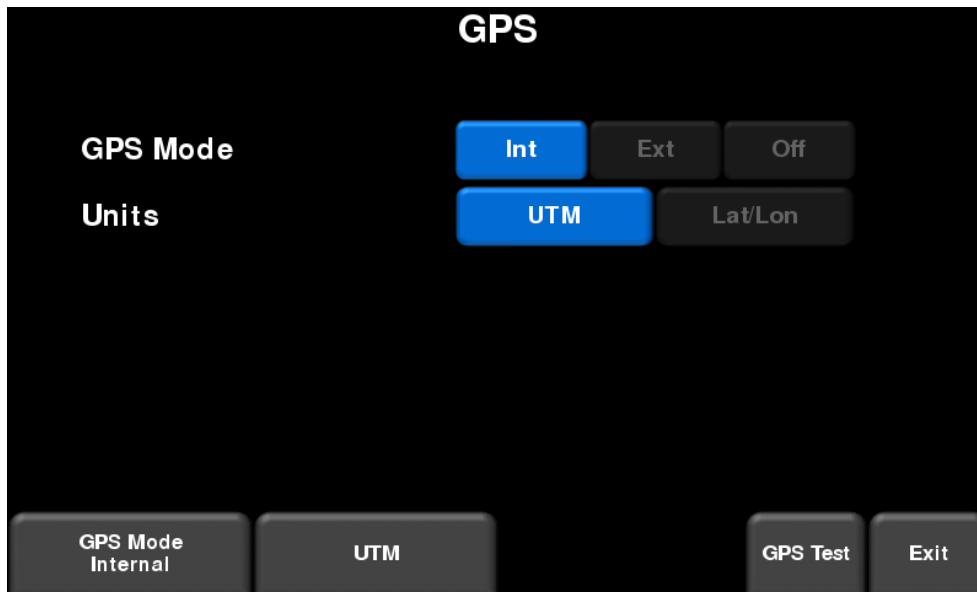 GPS
GPS Mode Int Ext Off
Units UTM Lat/Lon
GPS Mode
Internal
UTM
GPS Test
Exit